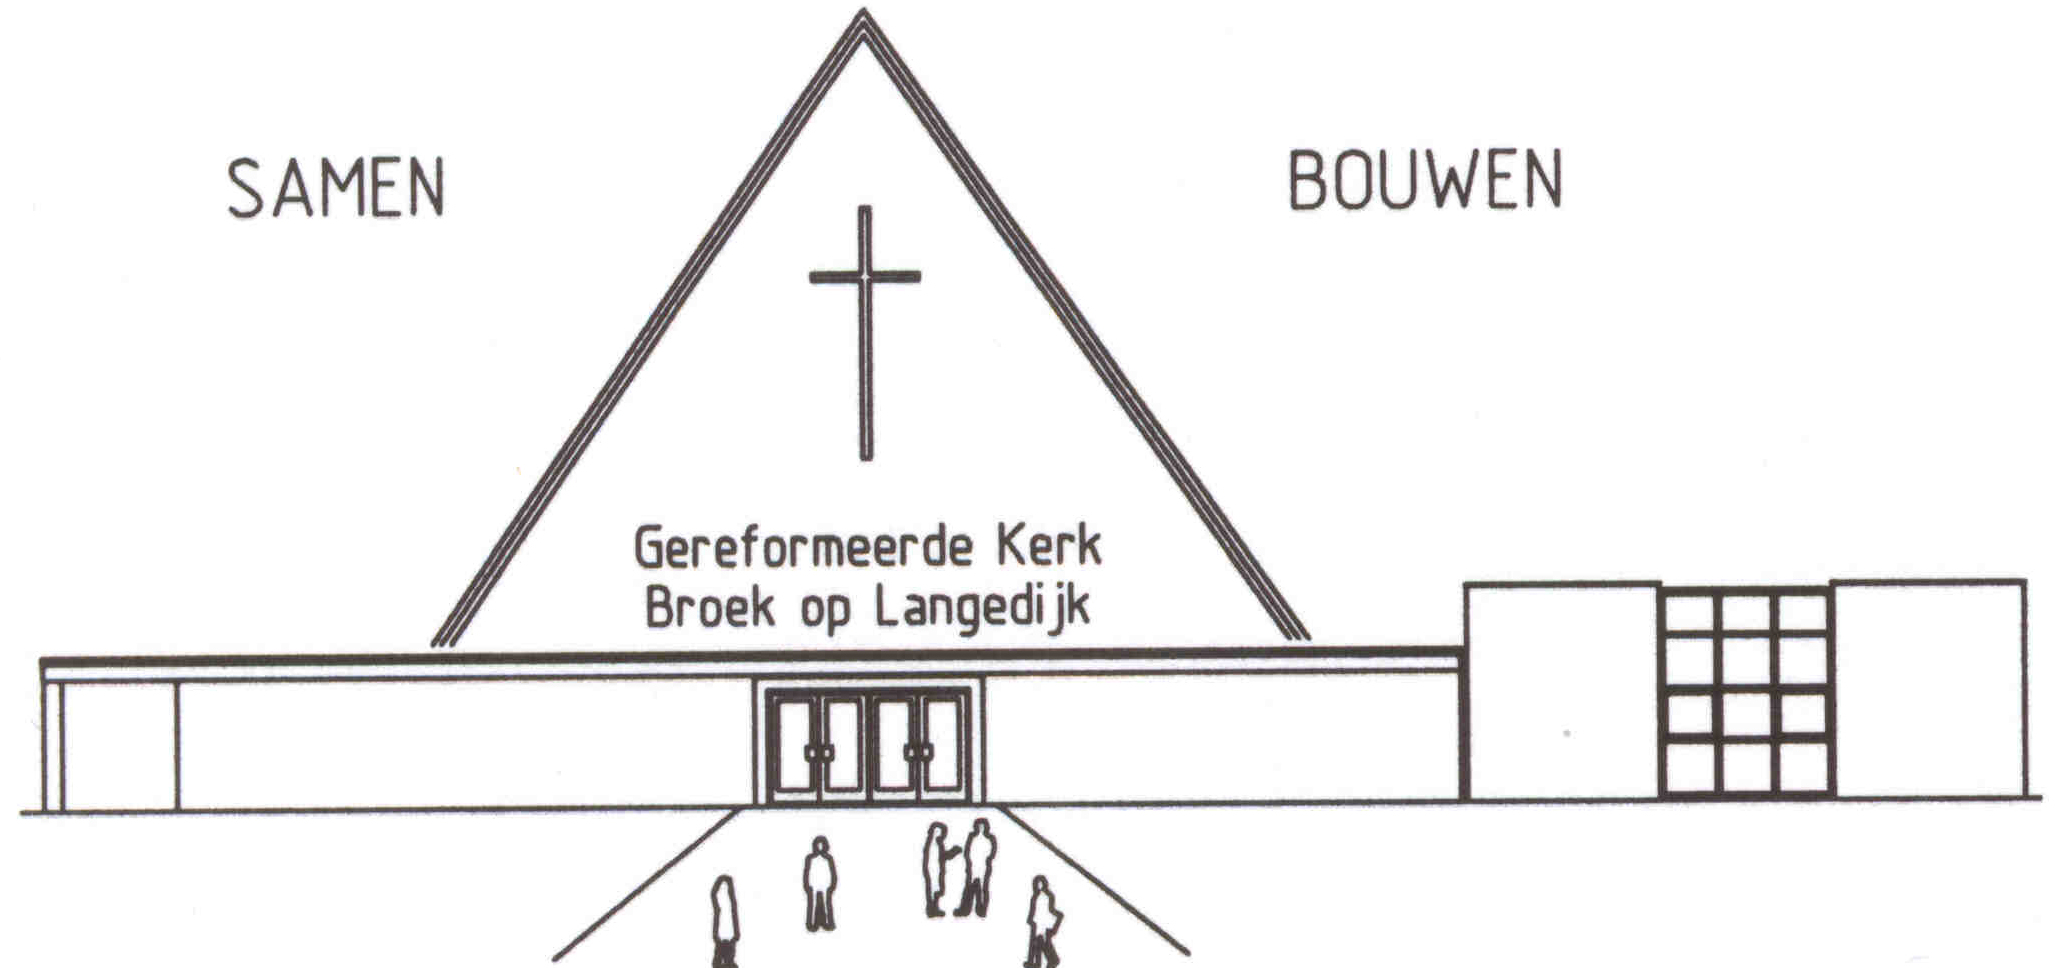 SAMEN BOUWEN
Gereformeerde Kerk
Broek op Langedijk